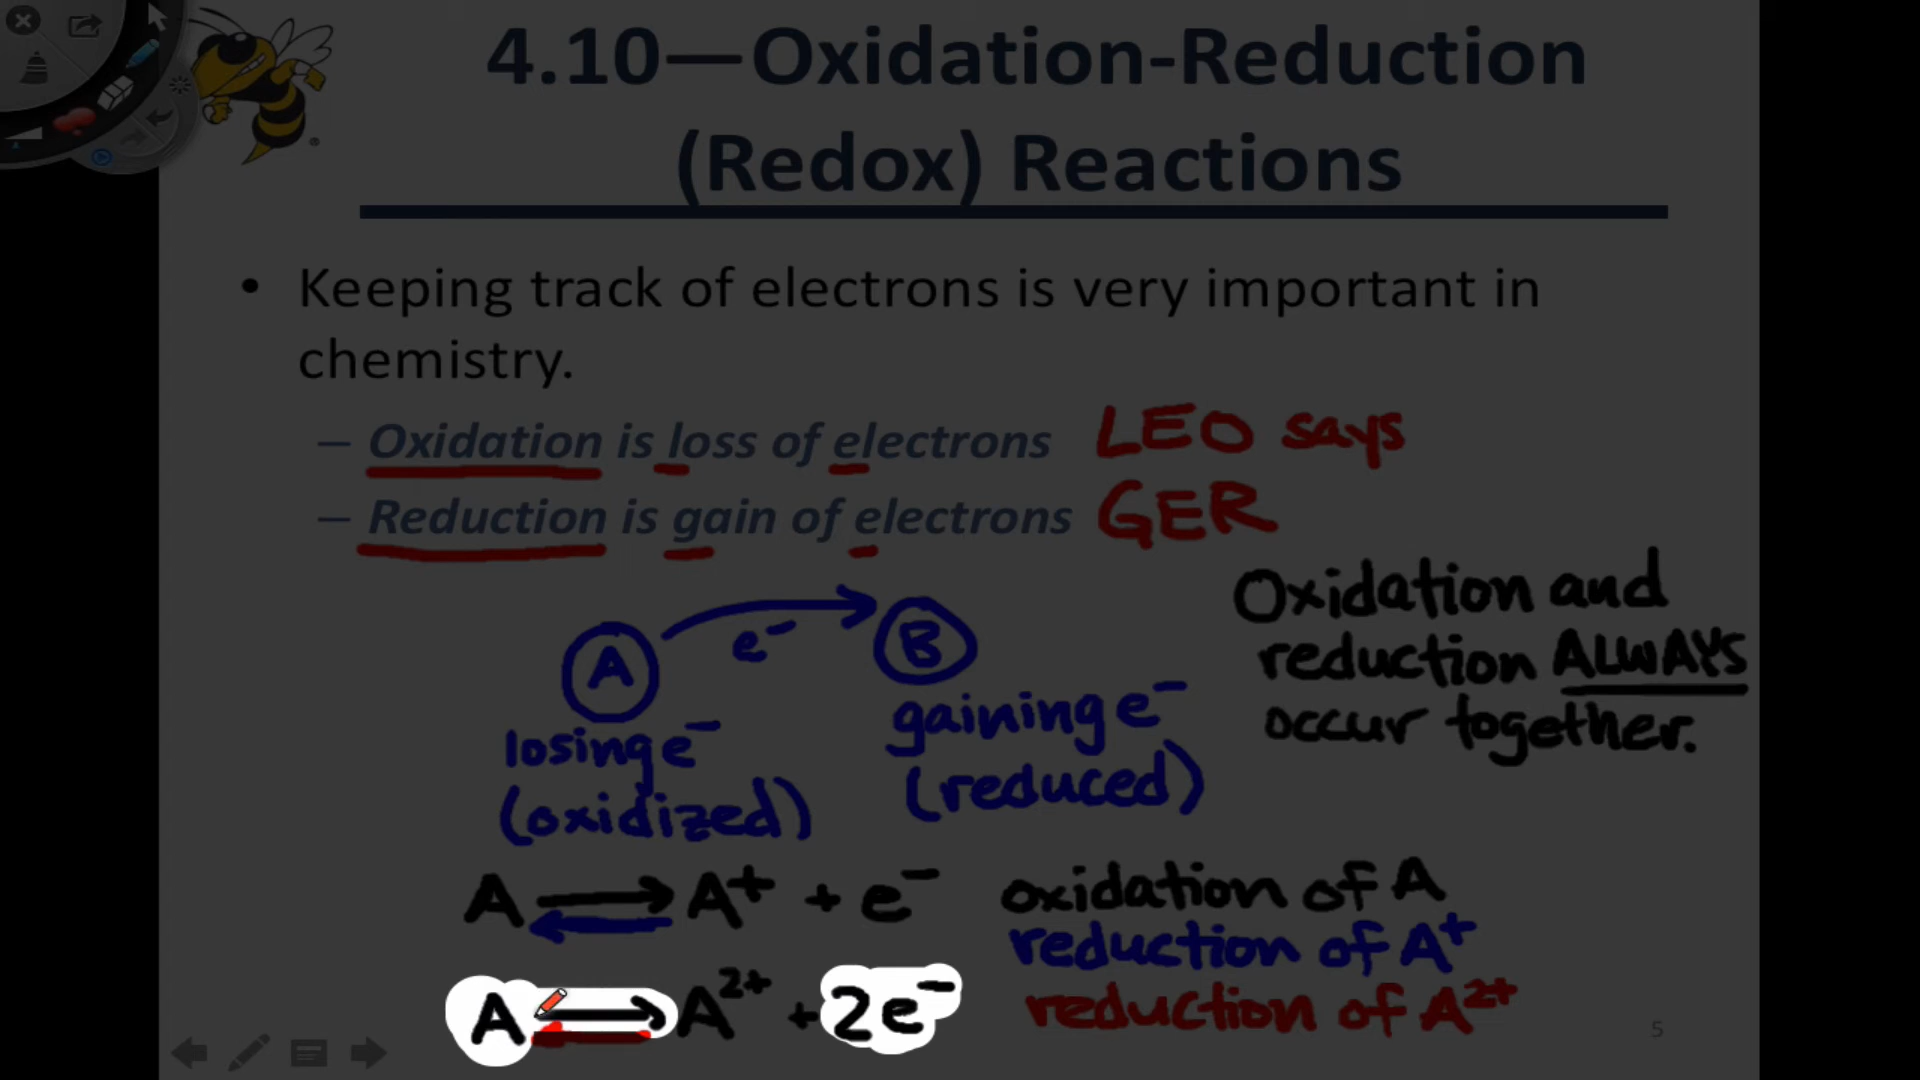 4.10—Oxidation-Reduction
(Redox) Reactions
• Keeping track of electrons is very important in
chemistry.
– Oxidation is loss of electrons LEO says
– Reduction is gain of electrons GER
Oxidation and
reduction ALWAYS
occur together.
A e⁻ B
losing e⁻
(oxidized)
gaining e⁻
(reduced)
A ⟶ A⁺ + e⁻ oxidation of A
⟵ reduction of A⁺
A ⟶ A²⁺ + 2e⁻ reduction of A²⁺
5